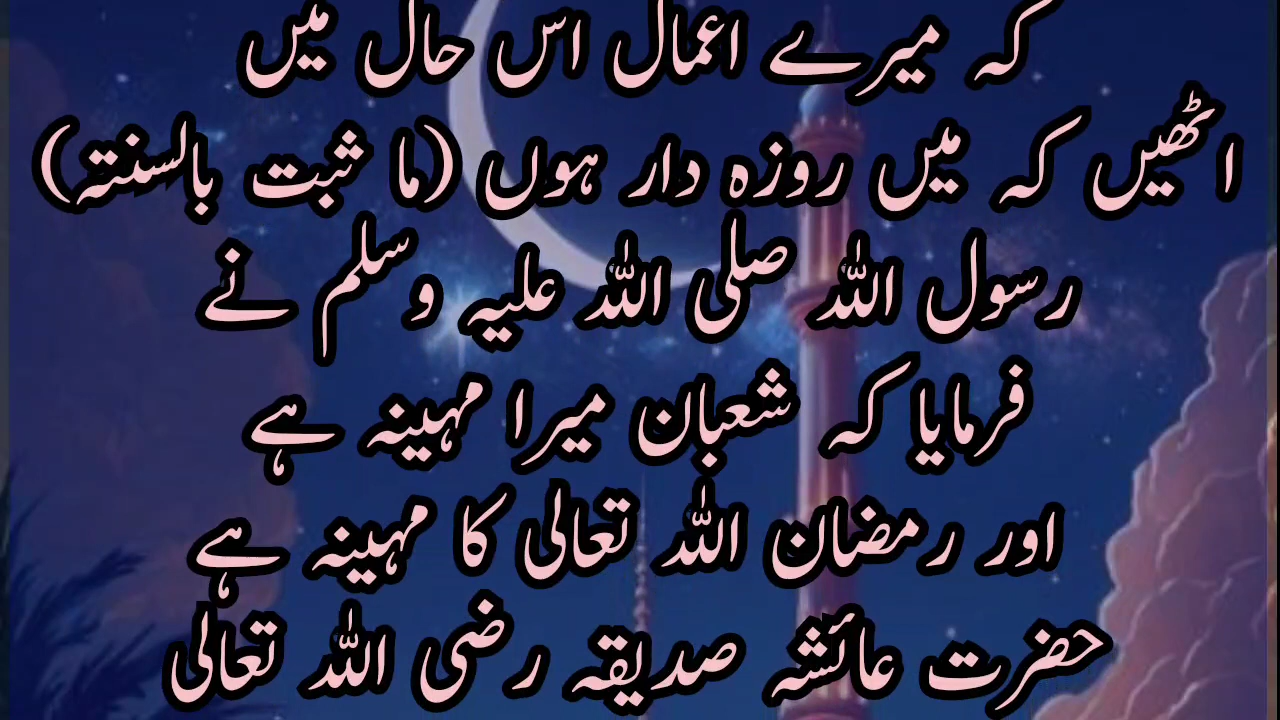 کہ میرے اعمال اس حال میں
اٹھیں کہ میں روزہ دار ہوں (ما ثبت بالسنتہ)
رسول اللہ صلی اللہ علیہ وسلم نے
فرمایا کہ شعبان میرا مہینہ ہے
اور رمضان اللہ تعالی کا مہینہ ہے
حضرت عائشہ صدیقہ رضی اللہ تعالی